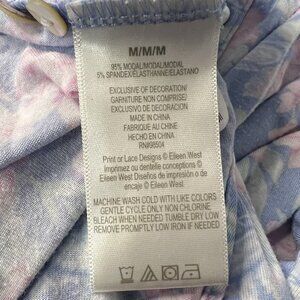 M/M/M
95% MODAL/MODAL/MODAL
5% SPANDEX/ELASTHANNE/ELASTANO
EXCLUSIVE OF DECORATION/
GARNITURE NON COMPRISE/
EXCLUSIVO DE DECORACION
MADE IN CHINA
FABRIQUE AU CHINE
HECHO EN CHINA
RN#99504
Print or Lace Designs © Eileen West
Imprimez ou dentelle conceptions ©
Eileen West Diseños de impresión o
de encaje © Eileen West
MACHINE WASH COLD WITH LIKE COLORS
GENTLE CYCLE ONLY NON CHLORINE
BLEACH WHEN NEEDED TUMBLE DRY LOW
REMOVE PROMPTLY LOW IRON IF NEEDED